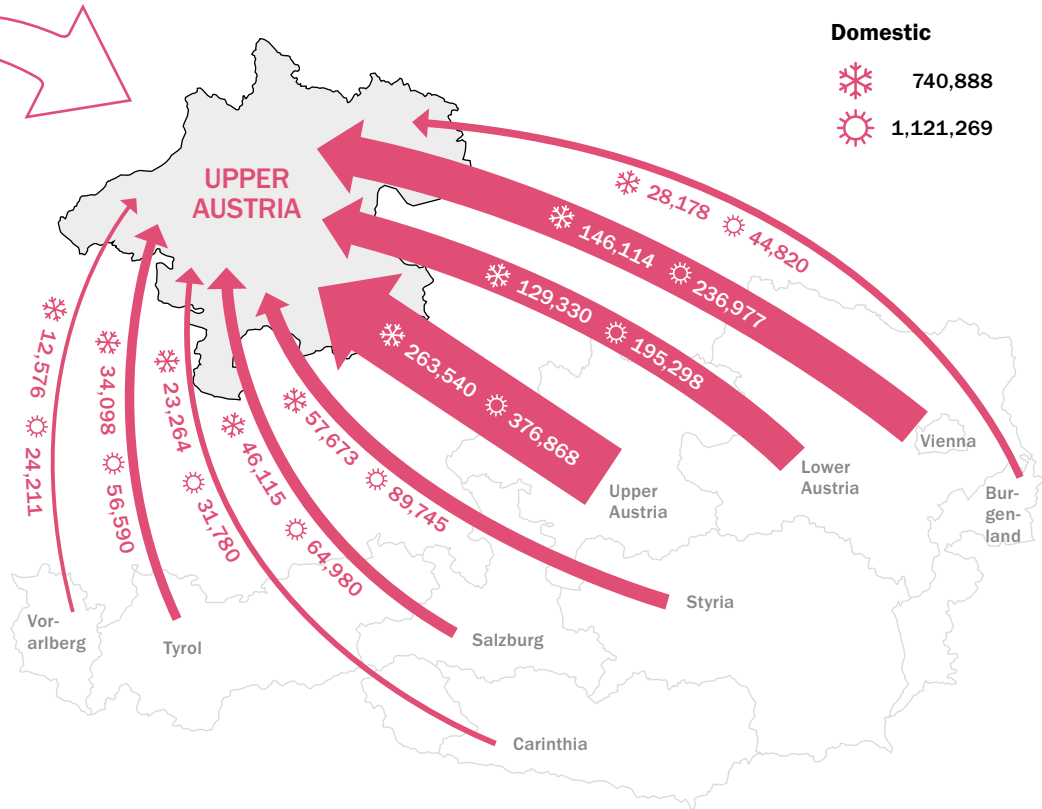 Domestic
740,888
1,121,269
UPPER
AUSTRIA
28,178 44,820
146,114 236,977
129,330 195,298
263,540 376,868
57,673 89,745
46,115 64,980
23,264 31,780
34,098 56,590
12,576 24,211
Vienna
Lower
Austria
Upper
Austria
Bur-
gen-
land
Styria
Salzburg
Vor-
arlberg
Tyrol
Carinthia